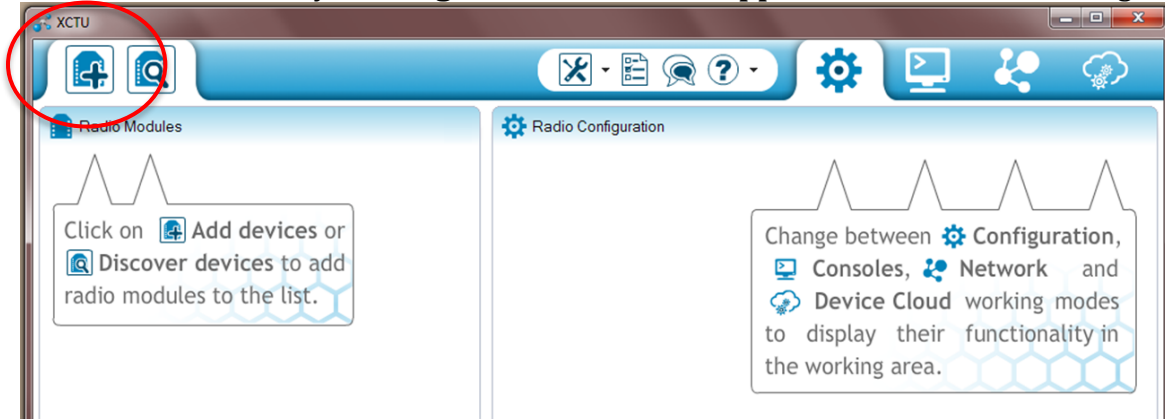 XCTU
Radio Modules
Radio Configuration
Click on Add devices or
Discover devices to add
radio modules to the list.
Change between Configuration,
Consoles, Network and
Device Cloud working modes
to display their functionality in
the working area.